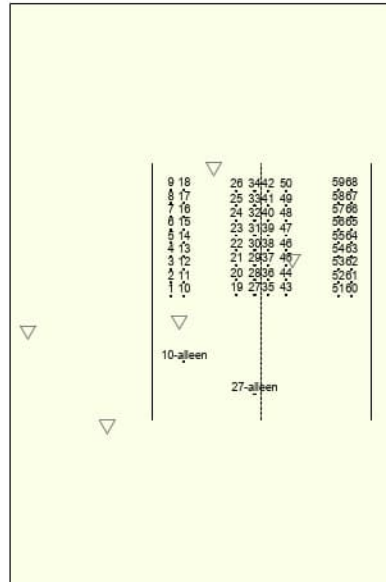 9 18 26 34 42 50 59 68
8 17 25 33 41 49 58 67
7 16 24 32 40 48 57 66
6 15 23 31 39 47 56 65
5 14 22 30 38 46 55 64
4 13 21 29 37 45 54 63
3 12 20 28 36 44 53 62
2 11 19 27 35 43 52 61
1 10 51 60
10-alleen
27-alleen